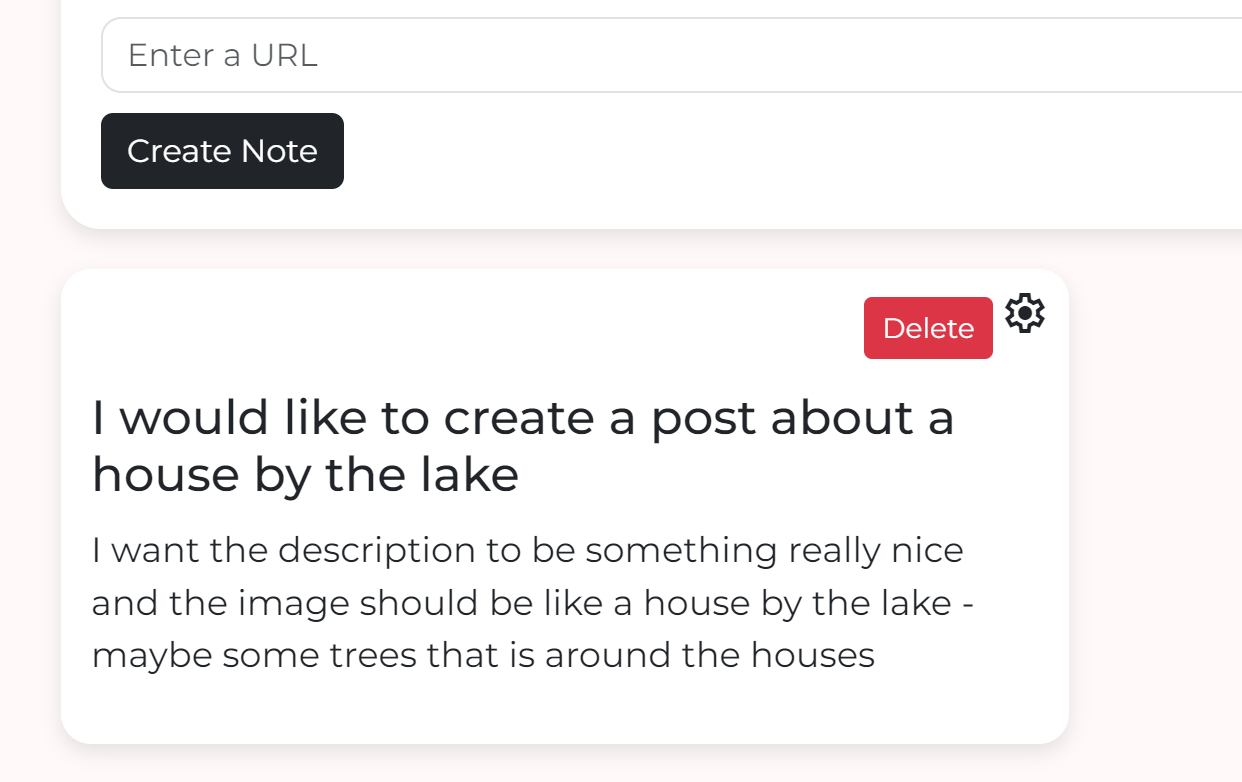 Enter a URL
Create Note
Delete
I would like to create a post about a
house by the lake
I want the description to be something really nice
and the image should be like a house by the lake -
maybe some trees that is around the houses